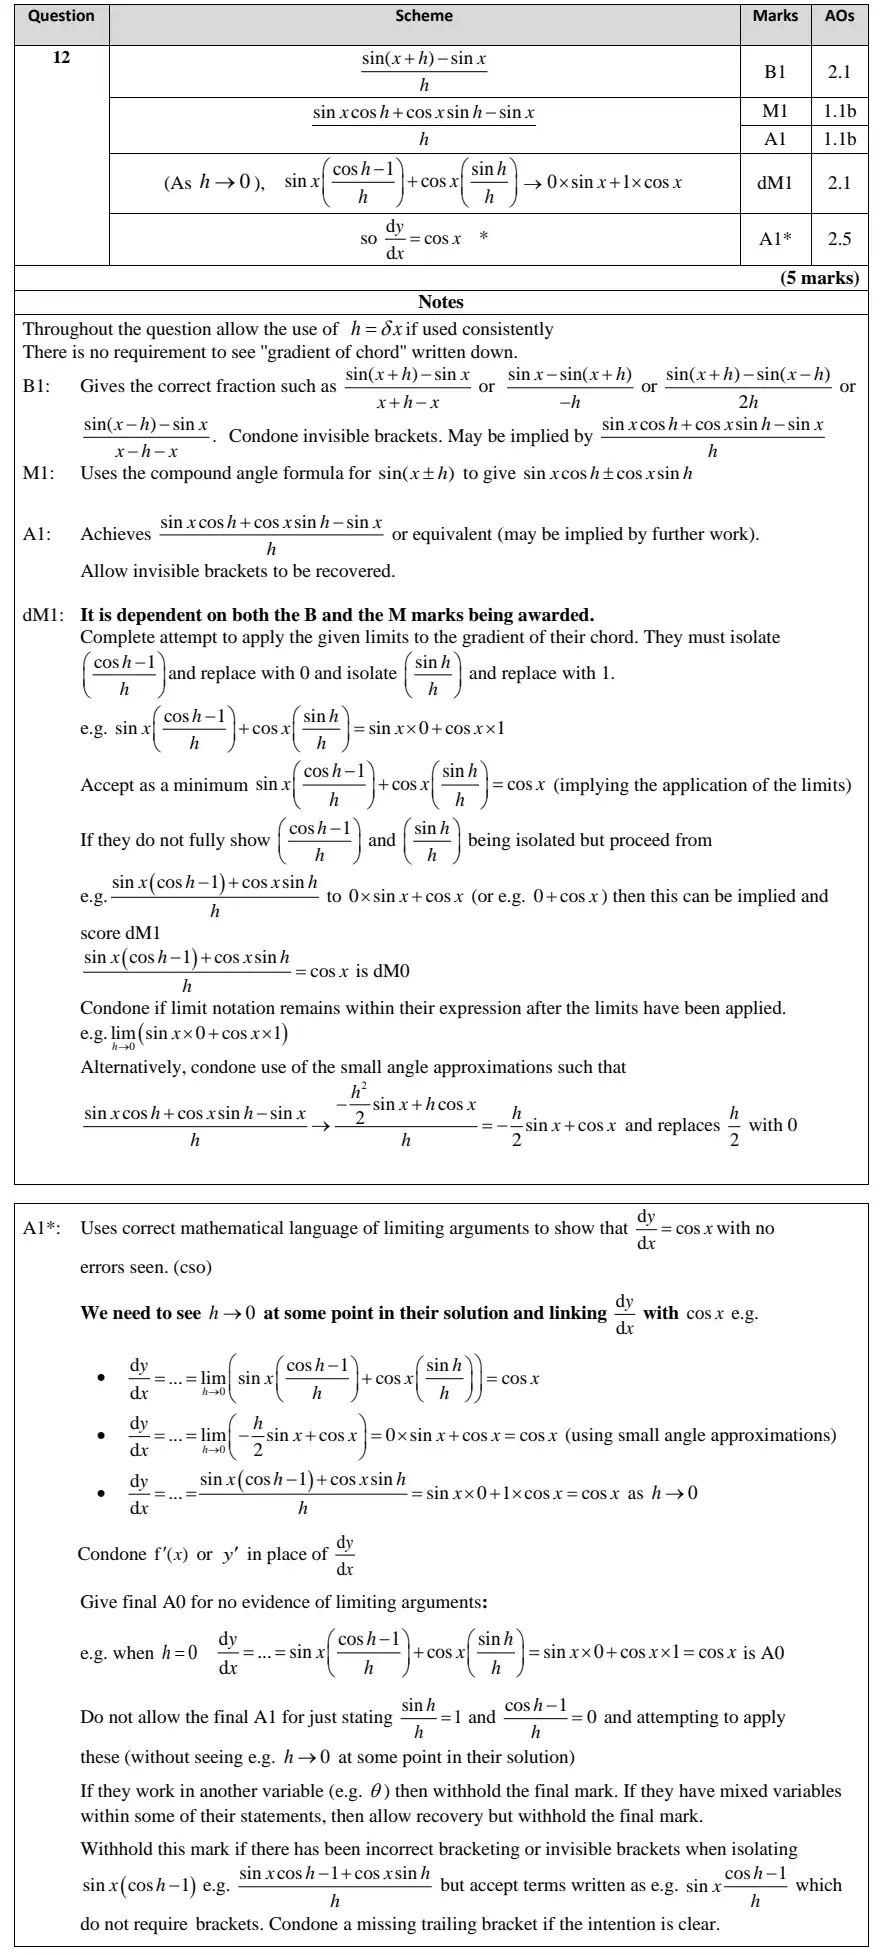 Question Scheme Marks AOs
12 (sin(x + h) − sin x)/h B1 2.1
(sin x cos h + cos x sin h − sin x)/h M1 1.1b
A1 1.1b
(As h → 0), sin x((cos h − 1)/h) + cos x((sin h)/h) → 0 × sin x + 1 × cos x dM1 2.1
so dy/dx = cos x * A1* 2.5
(5 marks)
Notes
Throughout the question allow the use of h = δx if used consistently
There is no requirement to see "gradient of chord" written down.
B1: Gives the correct fraction such as (sin(x + h) − sin x)/(x + h − x) or (sin x − sin(x + h))/(−h) or (sin(x + h) − sin(x − h))/(2h) or
(sin(x − h) − sin x)/(x − h − x). Condone invisible brackets. May be implied by (sin x cos h + cos x sin h − sin x)/h
M1: Uses the compound angle formula for sin(x ± h) to give sin x cos h ± cos x sin h
A1: Achieves (sin x cos h + cos x sin h − sin x)/h or equivalent (may be implied by further work).
Allow invisible brackets to be recovered.
dM1: It is dependent on both the B and the M marks being awarded.
Complete attempt to apply the given limits to the gradient of their chord. They must isolate
((cos h − 1)/h) and replace with 0 and isolate ((sin h)/h) and replace with 1.
e.g. sin x((cos h − 1)/h) + cos x((sin h)/h) = sin x × 0 + cos x × 1
Accept as a minimum sin x((cos h − 1)/h) + cos x((sin h)/h) = cos x (implying the application of the limits)
If they do not fully show ((cos h − 1)/h) and ((sin h)/h) being isolated but proceed from
e.g. (sin x(cos h − 1) + cos x sin h)/h to 0 × sin x + cos x (or e.g. 0 + cos x) then this can be implied and
score dM1
(sin x(cos h − 1) + cos x sin h)/h = cos x is dM0
Condone if limit notation remains within their expression after the limits have been applied.
e.g. lim h→0 (sin x × 0 + cos x × 1)
Alternatively, condone use of the small angle approximations such that
(sin x cos h + cos x sin h − sin x)/h → (−h²/2 sin x + h cos x)/h = −h/2 sin x + cos x and replaces h/2 with 0
A1*: Uses correct mathematical language of limiting arguments to show that dy/dx = cos x with no
errors seen. (cso)
We need to see h → 0 at some point in their solution and linking dy/dx with cos x e.g.
• dy/dx = ... = lim h→0 (sin x((cos h − 1)/h) + cos x((sin h)/h)) = cos x
• dy/dx = ... = lim h→0 (−h/2 sin x + cos x) = 0 × sin x + cos x = cos x (using small angle approximations)
• dy/dx = ... = (sin x(cos h − 1) + cos x sin h)/h = sin x × 0 + 1 × cos x = cos x as h → 0
Condone f′(x) or y′ in place of dy/dx
Give final A0 for no evidence of limiting arguments:
e.g. when h = 0 dy/dx = ... = sin x((cos h − 1)/h) + cos x((sin h)/h) = sin x × 0 + cos x × 1 = cos x is A0
Do not allow the final A1 for just stating (sin h)/h = 1 and (cos h − 1)/h = 0 and attempting to apply
these (without seeing e.g. h → 0 at some point in their solution)
If they work in another variable (e.g. θ) then withhold the final mark. If they have mixed variables
within some of their statements, then allow recovery but withhold the final mark.
Withhold this mark if there has been incorrect bracketing or invisible brackets when isolating
sin x(cos h − 1) e.g. (sin x cos h − 1 + cos x sin h)/h but accept terms written as e.g. sin x (cos h − 1)/h which
do not require brackets. Condone a missing trailing bracket if the intention is clear.